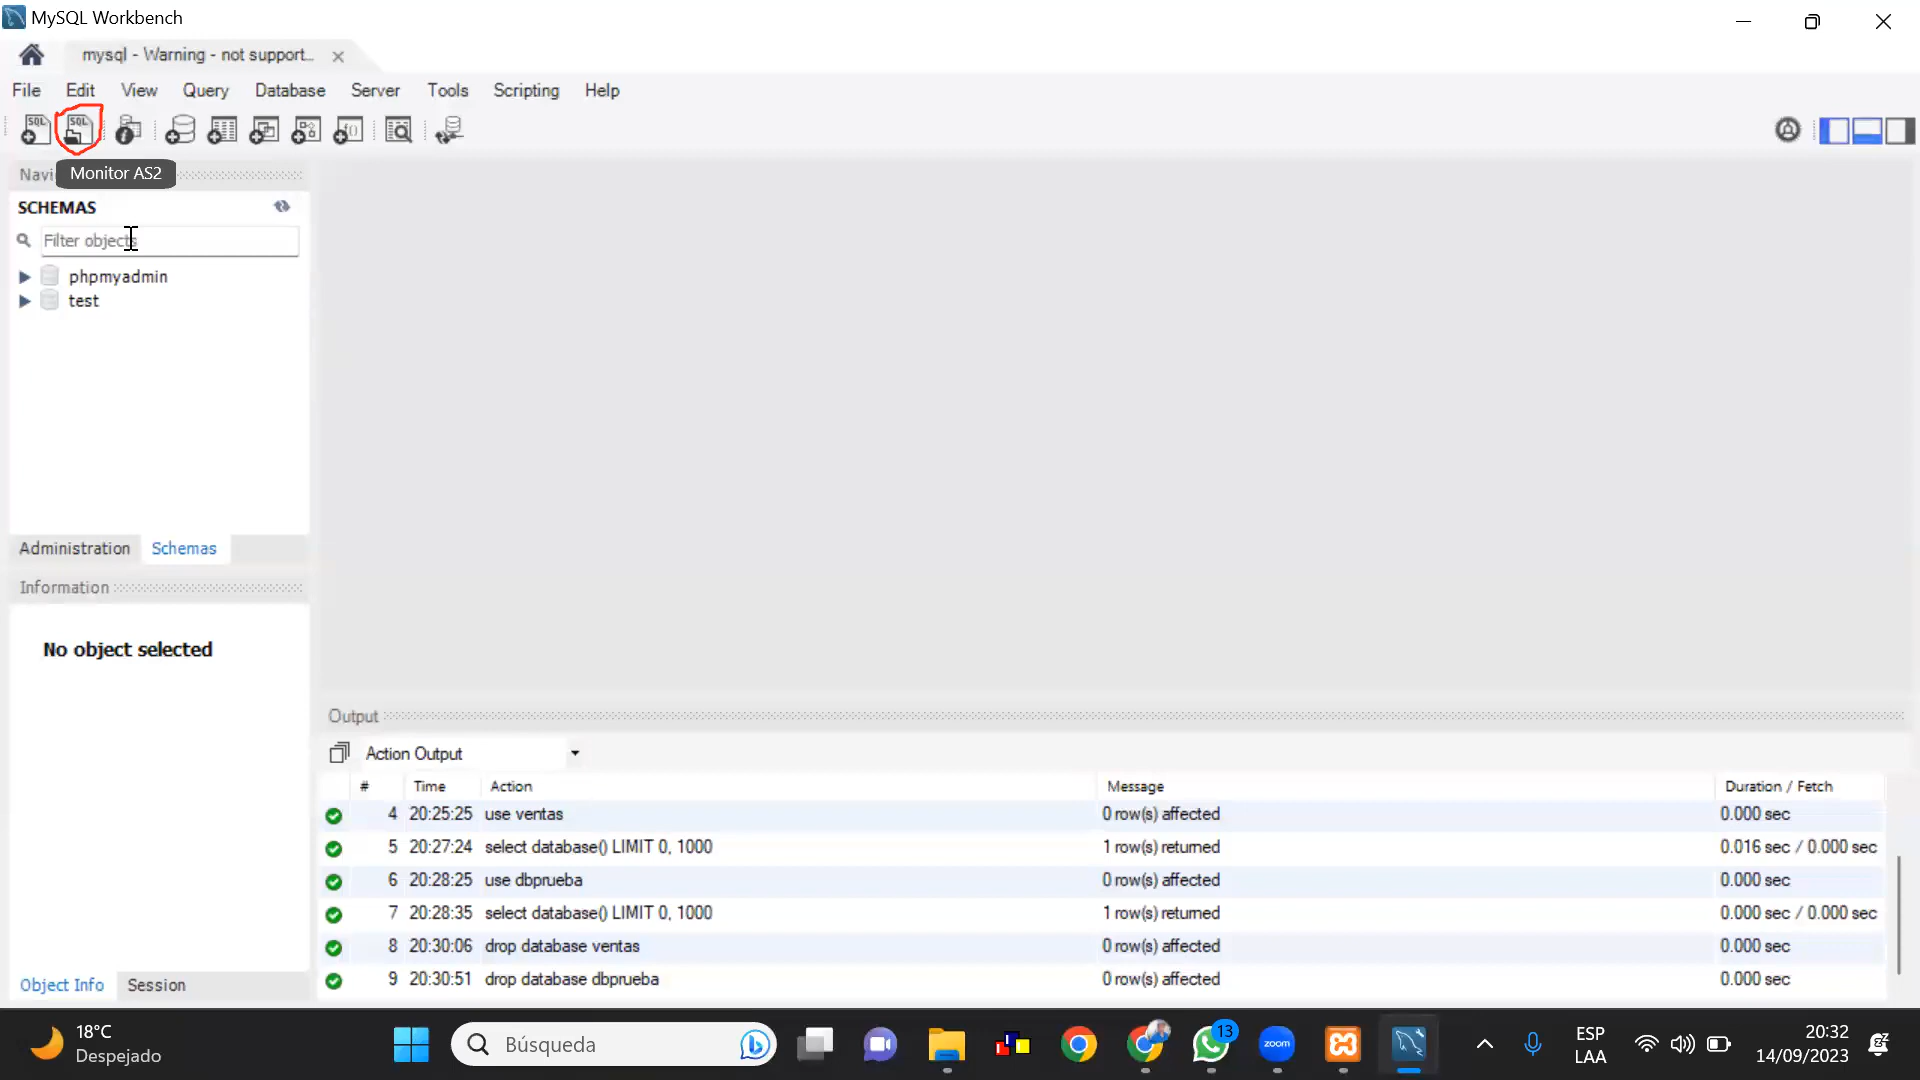 MySQL Workbench
mysql - Warning - not support...
File Edit View Query Database Server Tools Scripting Help
SQL SQL
Monitor AS2
Navi
SCHEMAS
Filter objects
phpmyadmin
test
Administration Schemas
Information
No object selected
Object Info Session
Output
Action Output
# Time Action Message Duration / Fetch
4 20:25:25 use ventas 0 row(s) affected 0.000 sec
5 20:27:24 select database() LIMIT 0, 1000 1 row(s) returned 0.016 sec / 0.000 sec
6 20:28:25 use dbprueba 0 row(s) affected 0.000 sec
7 20:28:35 select database() LIMIT 0, 1000 1 row(s) returned 0.000 sec / 0.000 sec
8 20:30:06 drop database ventas 0 row(s) affected 0.000 sec
9 20:30:51 drop database dbprueba 0 row(s) affected 0.000 sec
18°C
Despejado
Búsqueda
13
zoom
ESP
LAA
20:32
14/09/2023